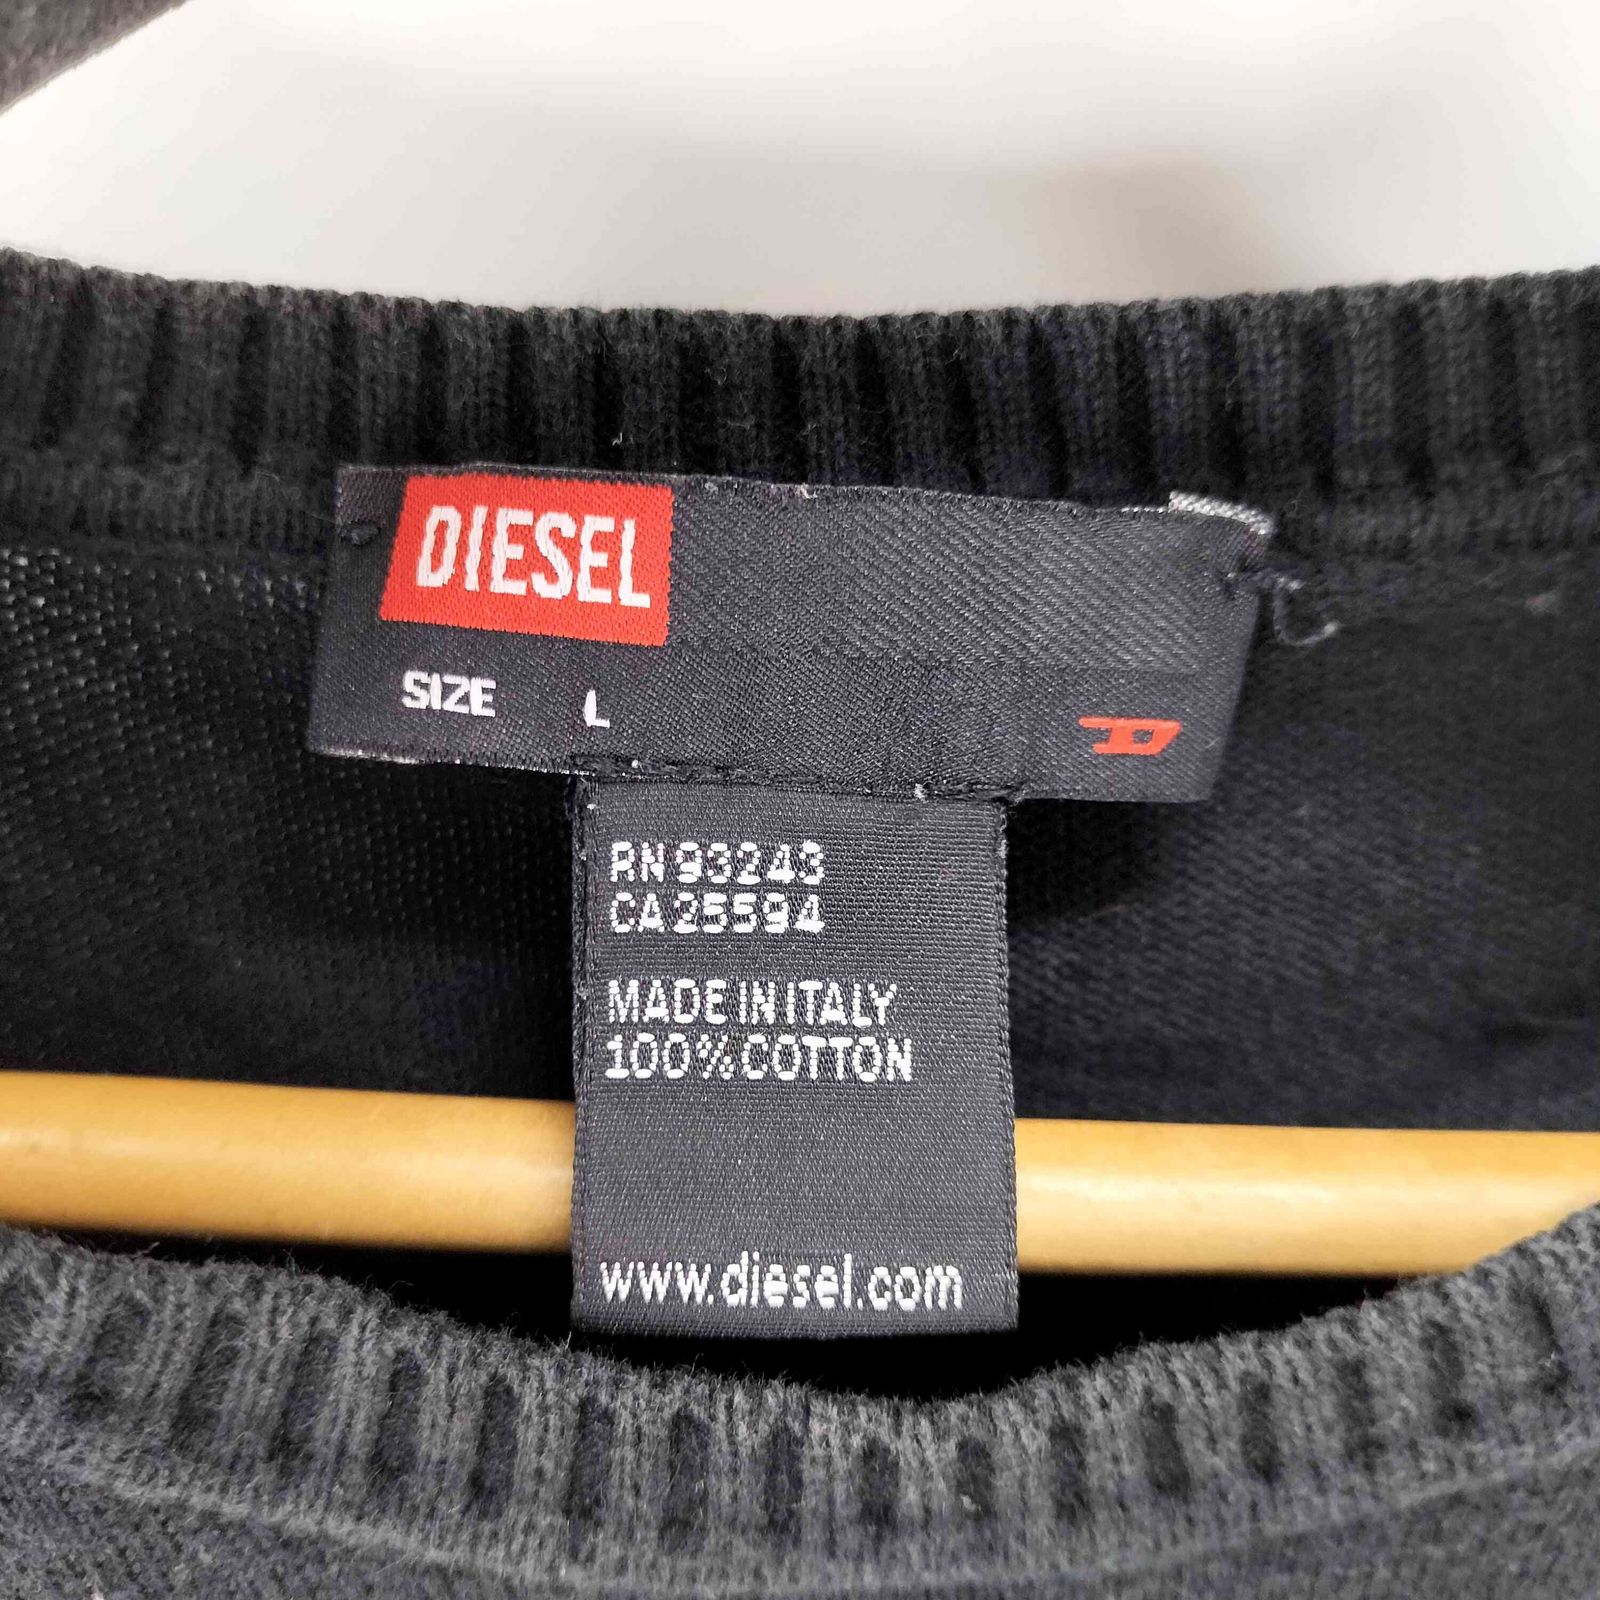 DIESEL
SIZE L
D
RN 93243
CA 25594
MADE IN ITALY
100% COTTON
www.diesel.com